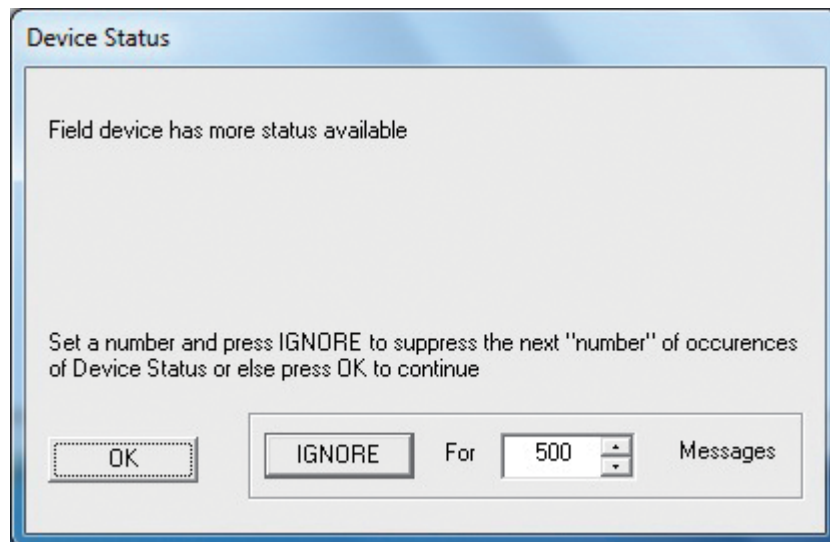 Device Status
Field device has more status available
Set a number and press IGNORE to suppress the next "number" of occurences
of Device Status or else press OK to continue
OK
IGNORE For 500 Messages